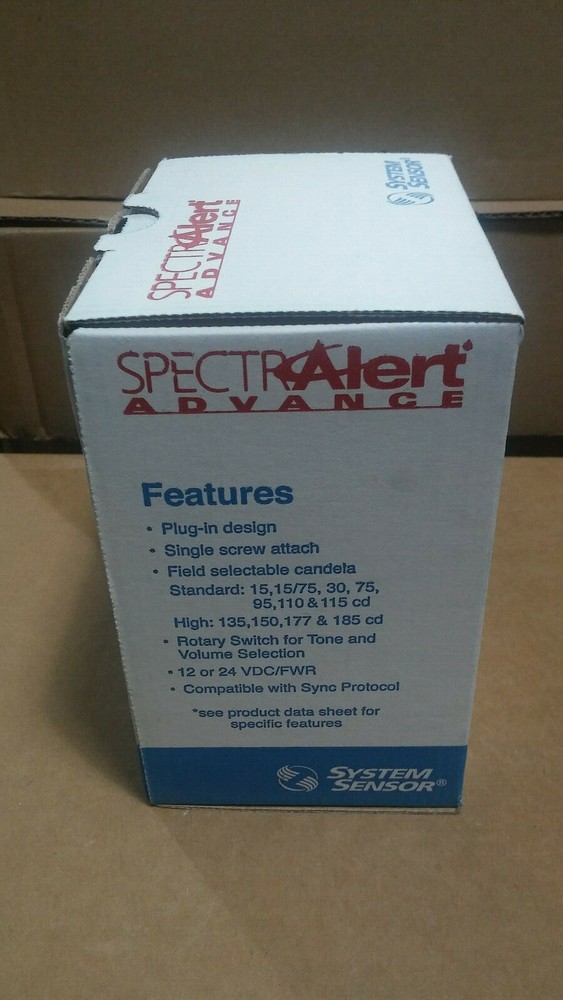 SPECTRAlert®
ADVANCE
SYSTEM
SENSOR®
SPECTRAlert®
ADVANCE
Features
• Plug-in design
• Single screw attach
• Field selectable candela
Standard: 15,15/75, 30, 75,
95,110 & 115 cd
High: 135,150,177 & 185 cd
• Rotary Switch for Tone and
Volume Selection
• 12 or 24 VDC/FWR
• Compatible with Sync Protocol
*see product data sheet for
specific features
SYSTEM
SENSOR®